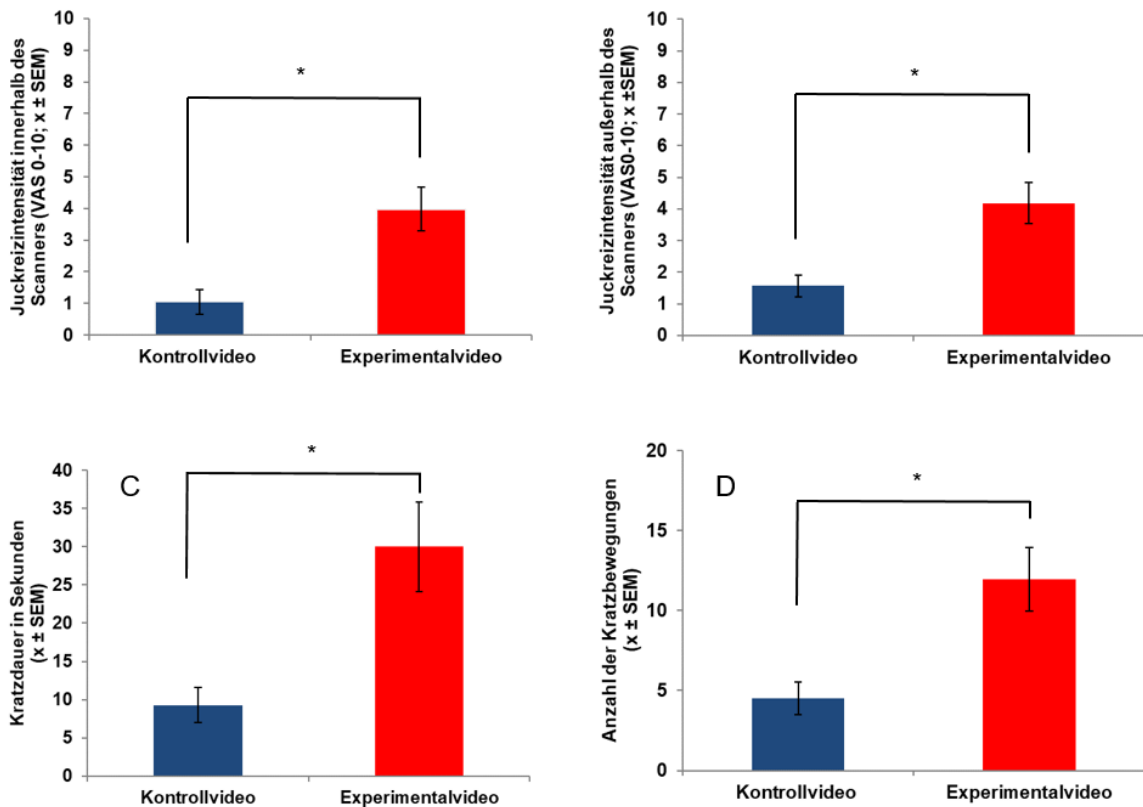 Juckreizintensität innerhalb des
Scanners (VAS 0-10; x ± SEM)
10
9
8
7
6
5
4
3
2
1
0
*
Kontrollvideo
Experimentalvideo
Juckreizintensität außerhalb des
Scanners (VAS0-10; x ±SEM)
10
9
8
7
6
5
4
3
2
1
0
*
Kontrollvideo
Experimentalvideo
Kratzdauer in Sekunden
(x ± SEM)
40
35
30
25
20
15
10
5
0
C
*
Kontrollvideo
Experimentalvideo
Anzahl der Kratzbewegungen
(x ± SEM)
20
15
10
5
0
D
*
Kontrollvideo
Experimentalvideo